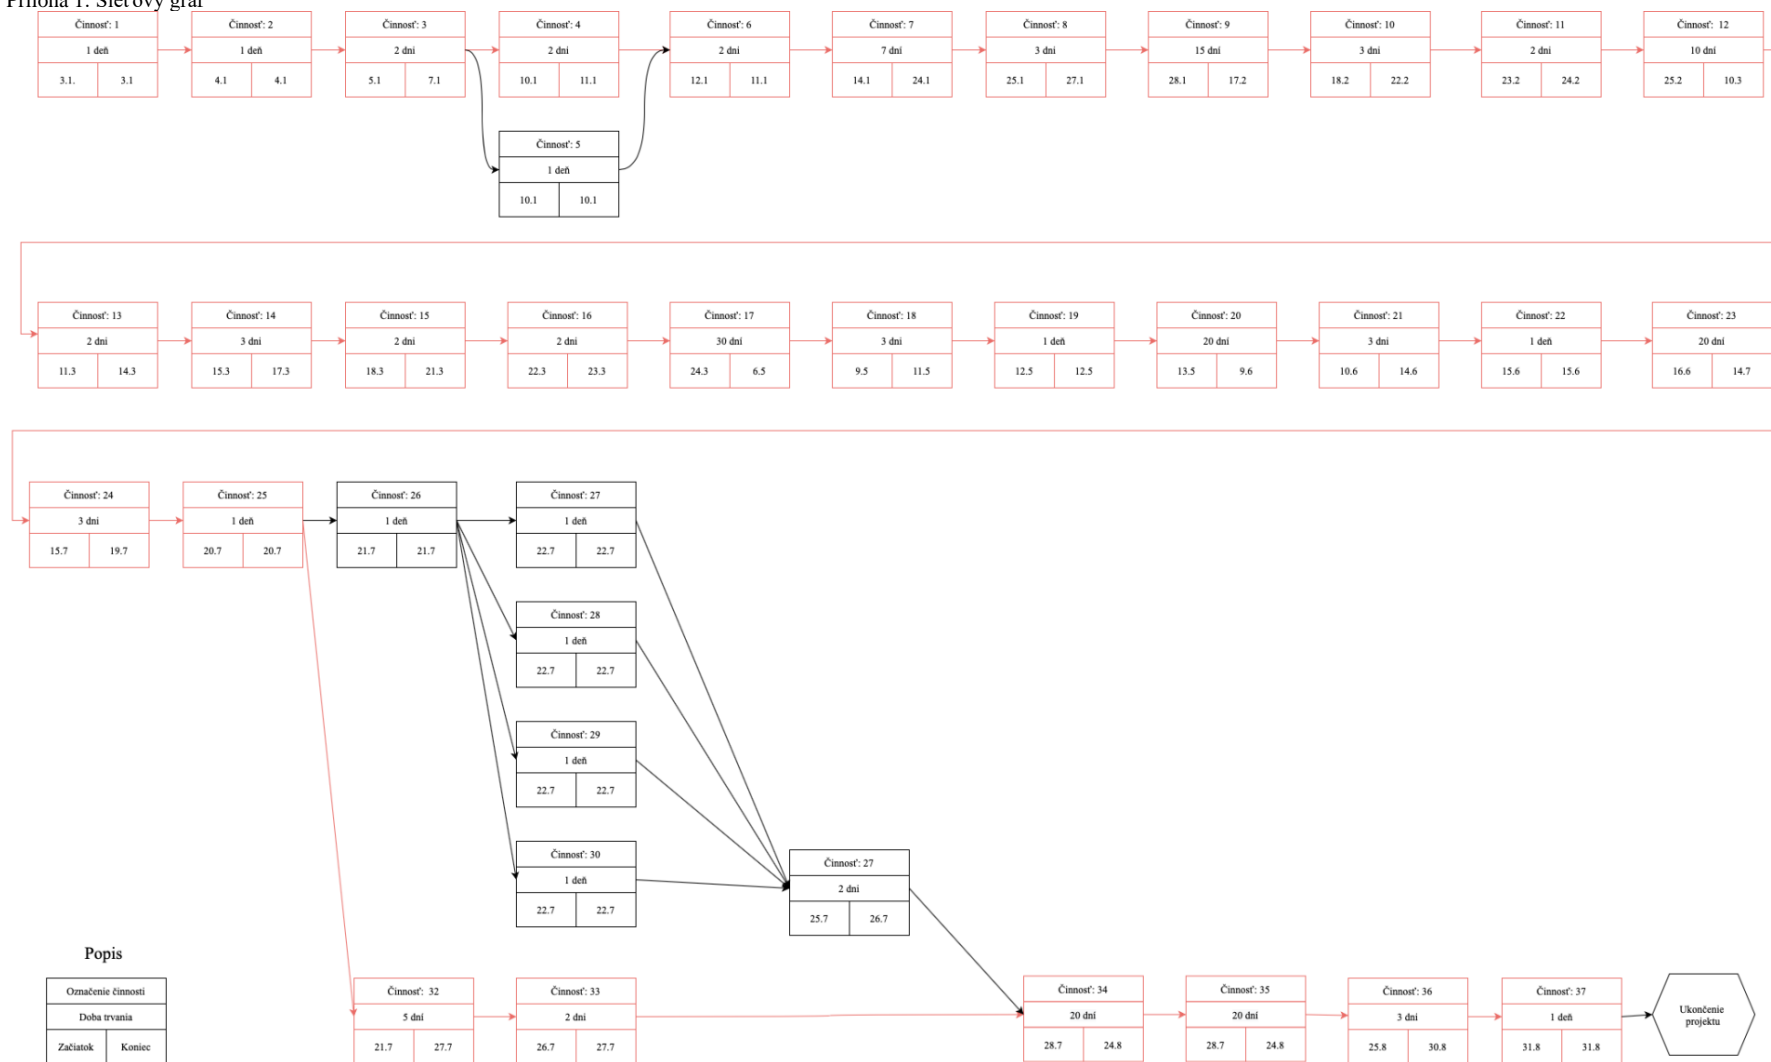 Príloha 1: Sieťový graf
Činnosť: 1
1 deň
3.1. 3.1
Činnosť: 2
1 deň
4.1 4.1
Činnosť: 3
2 dni
5.1 7.1
Činnosť: 4
2 dni
10.1 11.1
Činnosť: 6
2 dni
12.1 11.1
Činnosť: 7
7 dní
14.1 24.1
Činnosť: 8
3 dni
25.1 27.1
Činnosť: 9
15 dní
28.1 17.2
Činnosť: 10
3 dni
18.2 22.2
Činnosť: 11
2 dni
23.2 24.2
Činnosť: 12
10 dní
25.2 10.3
Činnosť: 5
1 deň
10.1 10.1
Činnosť: 13
2 dni
11.3 14.3
Činnosť: 14
3 dni
15.3 17.3
Činnosť: 15
2 dni
18.3 21.3
Činnosť: 16
2 dni
22.3 23.3
Činnosť: 17
30 dní
24.3 6.5
Činnosť: 18
3 dni
9.5 11.5
Činnosť: 19
1 deň
12.5 12.5
Činnosť: 20
20 dní
13.5 9.6
Činnosť: 21
3 dni
10.6 14.6
Činnosť: 22
1 deň
15.6 15.6
Činnosť: 23
20 dní
16.6 14.7
Činnosť: 24
3 dni
15.7 19.7
Činnosť: 25
1 deň
20.7 20.7
Činnosť: 26
1 deň
21.7 21.7
Činnosť: 27
1 deň
22.7 22.7
Činnosť: 28
1 deň
22.7 22.7
Činnosť: 29
1 deň
22.7 22.7
Činnosť: 30
1 deň
22.7 22.7
Činnosť: 27
2 dni
25.7 26.7
Popis
Označenie činnosti
Doba trvania
Začiatok Koniec
Činnosť: 32
5 dní
21.7 27.7
Činnosť: 33
2 dni
26.7 27.7
Činnosť: 34
20 dní
28.7 24.8
Činnosť: 35
20 dní
28.7 24.8
Činnosť: 36
3 dni
25.8 30.8
Činnosť: 37
1 deň
31.8 31.8
Ukončenie
projektu